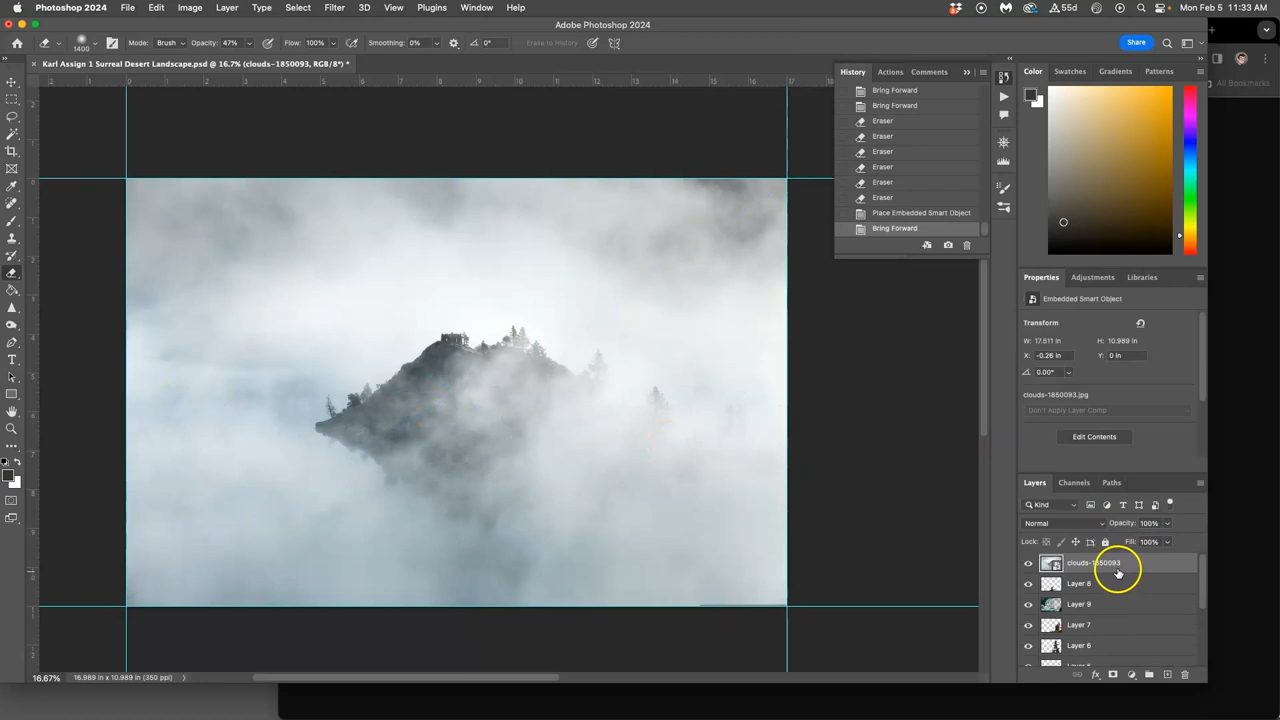 Photoshop 2024 File Edit Image Layer Type Select Filter 3D View Plugins Window Help 55d Mon Feb 5 11:33 AM
Adobe Photoshop 2024
1400 Mode: Brush Opacity: 47% Flow: 100% Smoothing: 0% 0° Erase to History Share
Karl Assign 1 Surreal Desert Landscape.psd @ 16.7% (clouds-1850093, RGB/8*) *
All Bookmarks
History Actions Comments
Bring Forward
Bring Forward
Eraser
Eraser
Eraser
Eraser
Eraser
Eraser
Place Embedded Smart Object
Bring Forward
Color Swatches Gradients Patterns
Properties Adjustments Libraries
Embedded Smart Object
Transform
W: 17.511 in H: 10.989 in
X: -0.26 in Y: 0 in
0.00°
clouds-1850093.jpg
Don't Apply Layer Comp
Edit Contents
Layers Channels Paths
Kind
Normal Opacity: 100%
Lock: Fill: 100%
clouds-1850093
Layer 8
Layer 9
Layer 7
Layer 6
16.67% 16.989 in x 10.989 in (350 ppi)